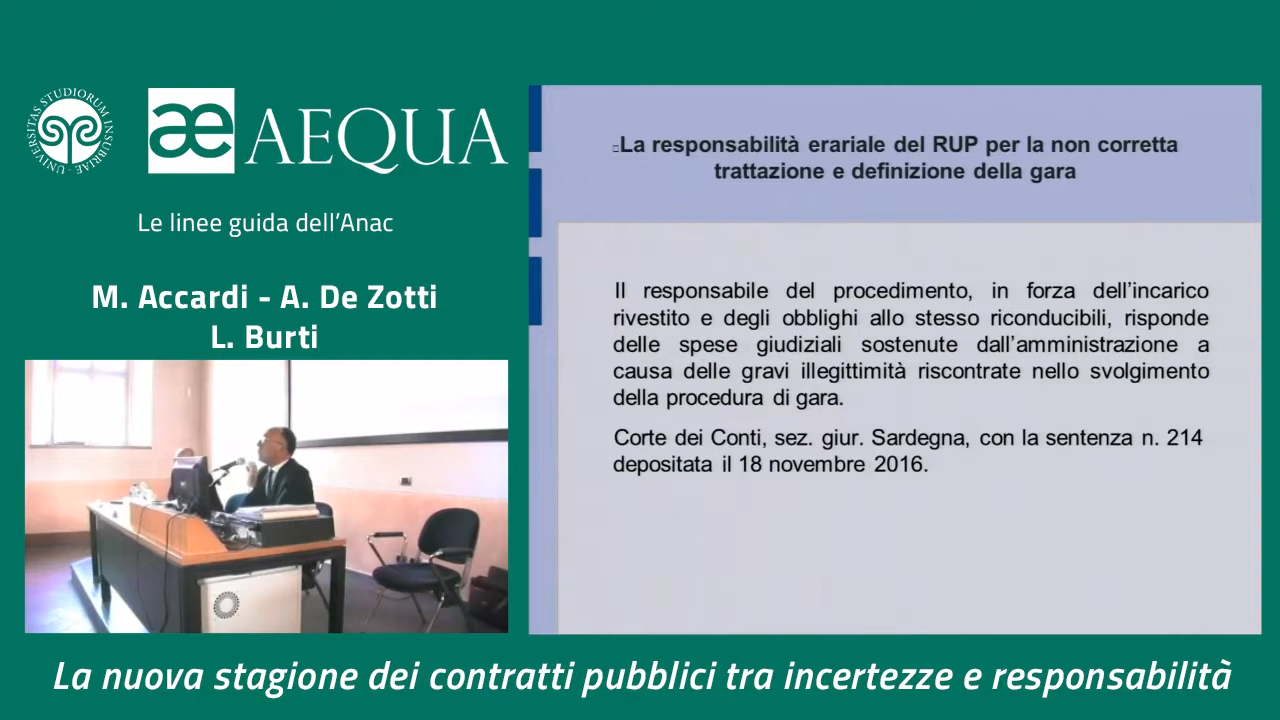 UNIVERSITAS STUDIORUM INSUBRIAE
æ AEQUA
Le linee guida dell'Anac
M. Accardi - A. De Zotti
L. Burti
La responsabilità erariale del RUP per la non corretta
trattazione e definizione della gara
Il responsabile del procedimento, in forza dell'incarico
rivestito e degli obblighi allo stesso riconducibili, risponde
delle spese giudiziali sostenute dall'amministrazione a
causa delle gravi illegittimità riscontrate nello svolgimento
della procedura di gara.
Corte dei Conti, sez. giur. Sardegna, con la sentenza n. 214
depositata il 18 novembre 2016.
La nuova stagione dei contratti pubblici tra incertezze e responsabilità